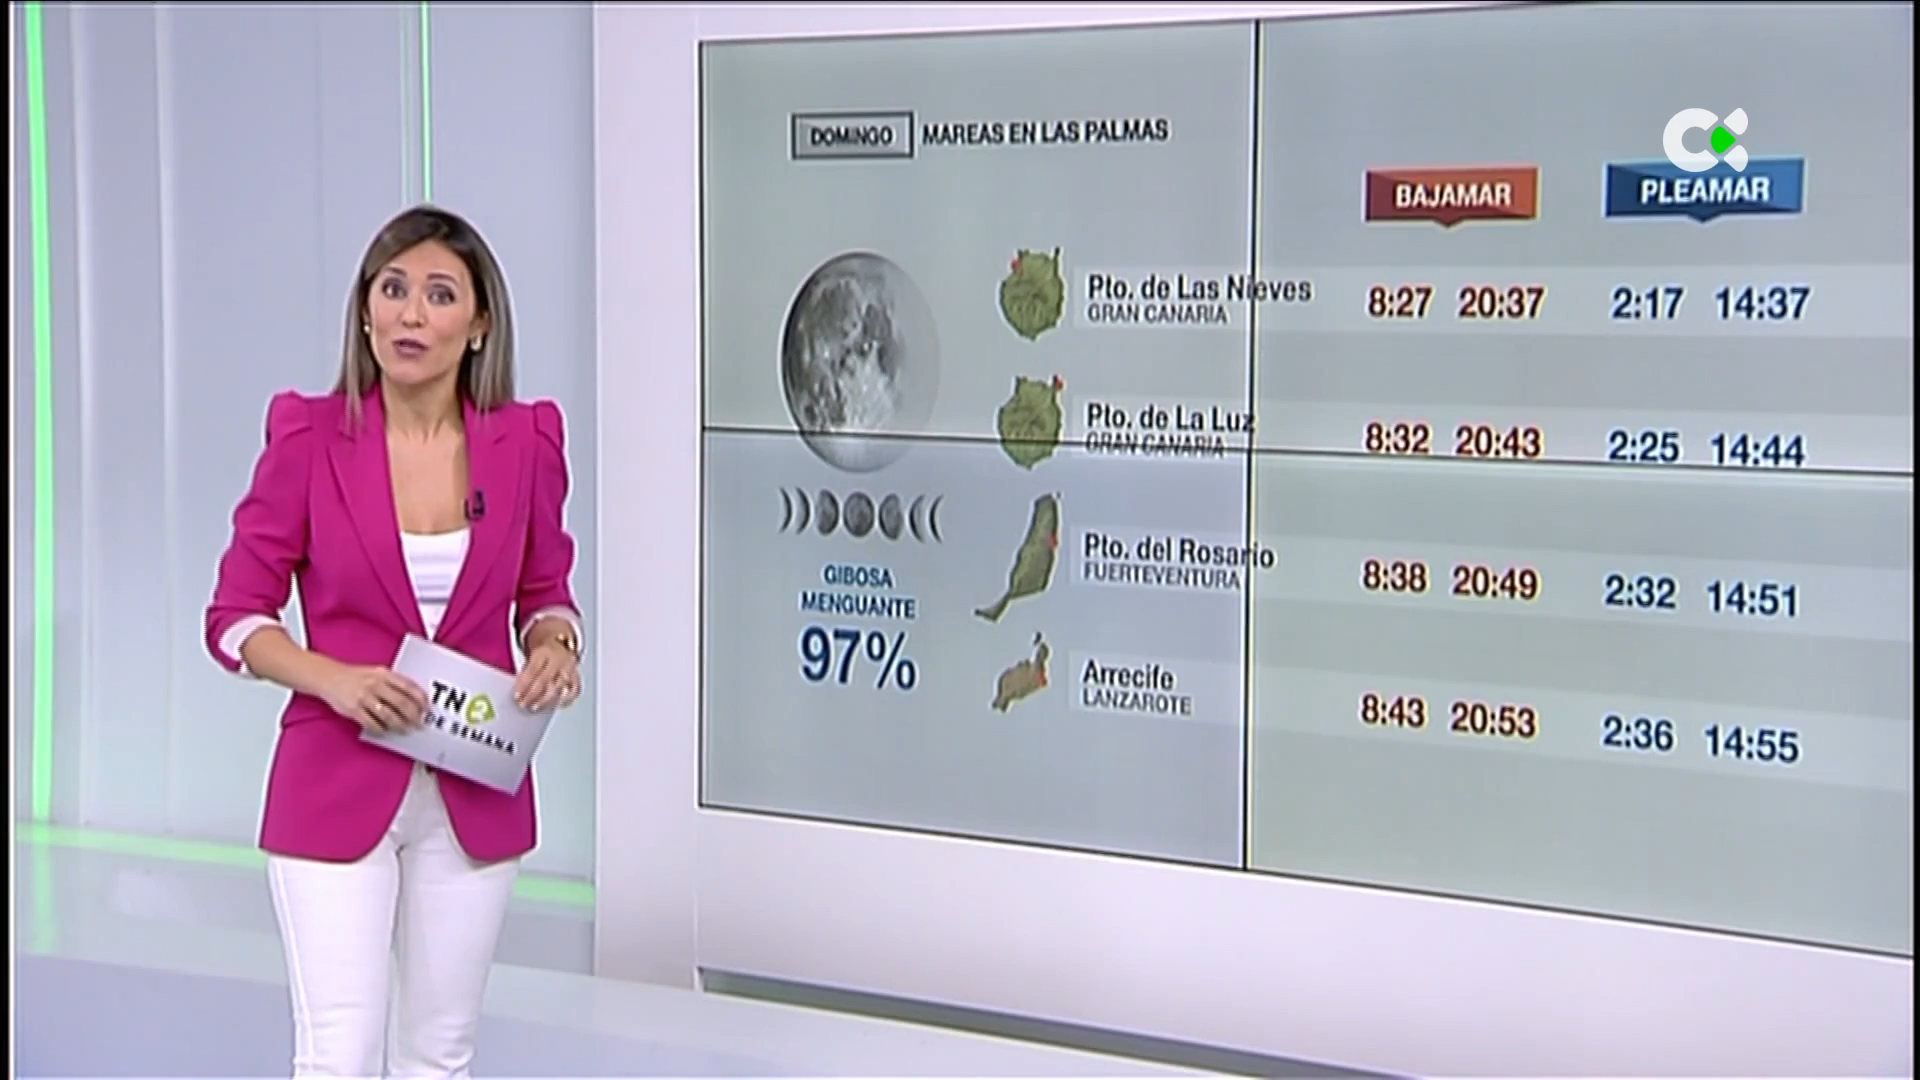 DOMINGO MAREAS EN LAS PALMAS
BAJAMAR PLEAMAR
Pto. de Las Nieves 8:27 20:37 2:17 14:37
GRAN CANARIA
Pto. de La Luz 8:32 20:43 2:25 14:44
GRAN CANARIA
Pto. del Rosario 8:38 20:49 2:32 14:51
FUERTEVENTURA
Arrecife 8:43 20:53 2:36 14:55
LANZAROTE
GIBOSA
MENGUANTE
97%
TN2
DE SEMANA